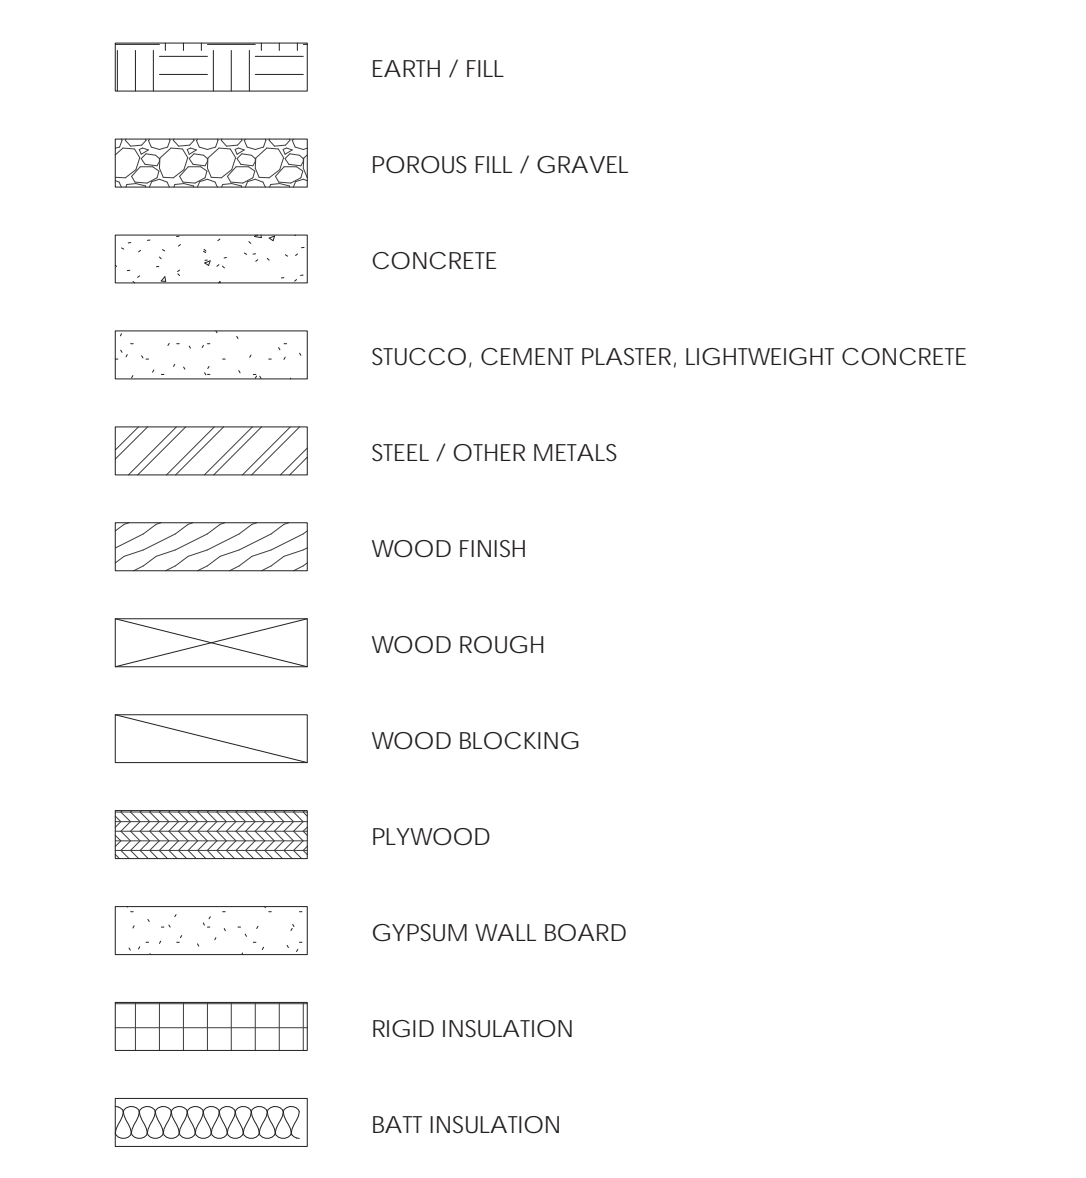 EARTH / FILL
POROUS FILL / GRAVEL
CONCRETE
STUCCO, CEMENT PLASTER, LIGHTWEIGHT CONCRETE
STEEL / OTHER METALS
WOOD FINISH
WOOD ROUGH
WOOD BLOCKING
PLYWOOD
GYPSUM WALL BOARD
RIGID INSULATION
BATT INSULATION